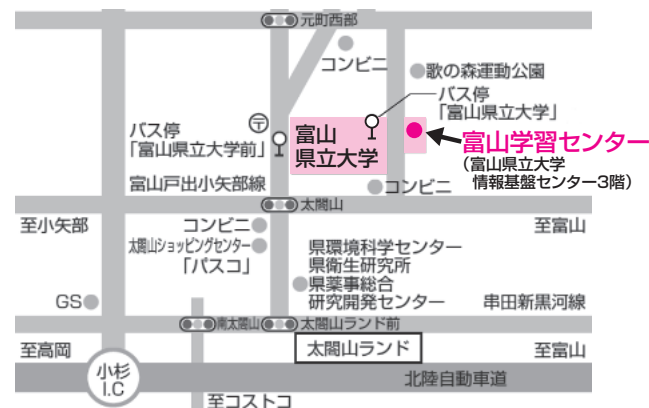 元町西部
コンビニ
歌の森運動公園
バス停
「富山県立大学」
バス停
「富山県立大学前」
〒
富山
県立大学
富山学習センター
(富山県立大学
情報基盤センター3階)
富山戸出小矢部線
コンビニ
太閤山
至小矢部
コンビニ
至富山
太閤山ショッピングセンター
「パスコ」
県環境科学センター
県衛生研究所
県薬事総合
研究開発センター
GS
串田新黒河線
南太閤山
太閤山ランド前
至高岡
太閤山ランド
至富山
小杉
I.C
北陸自動車道
至コストコ